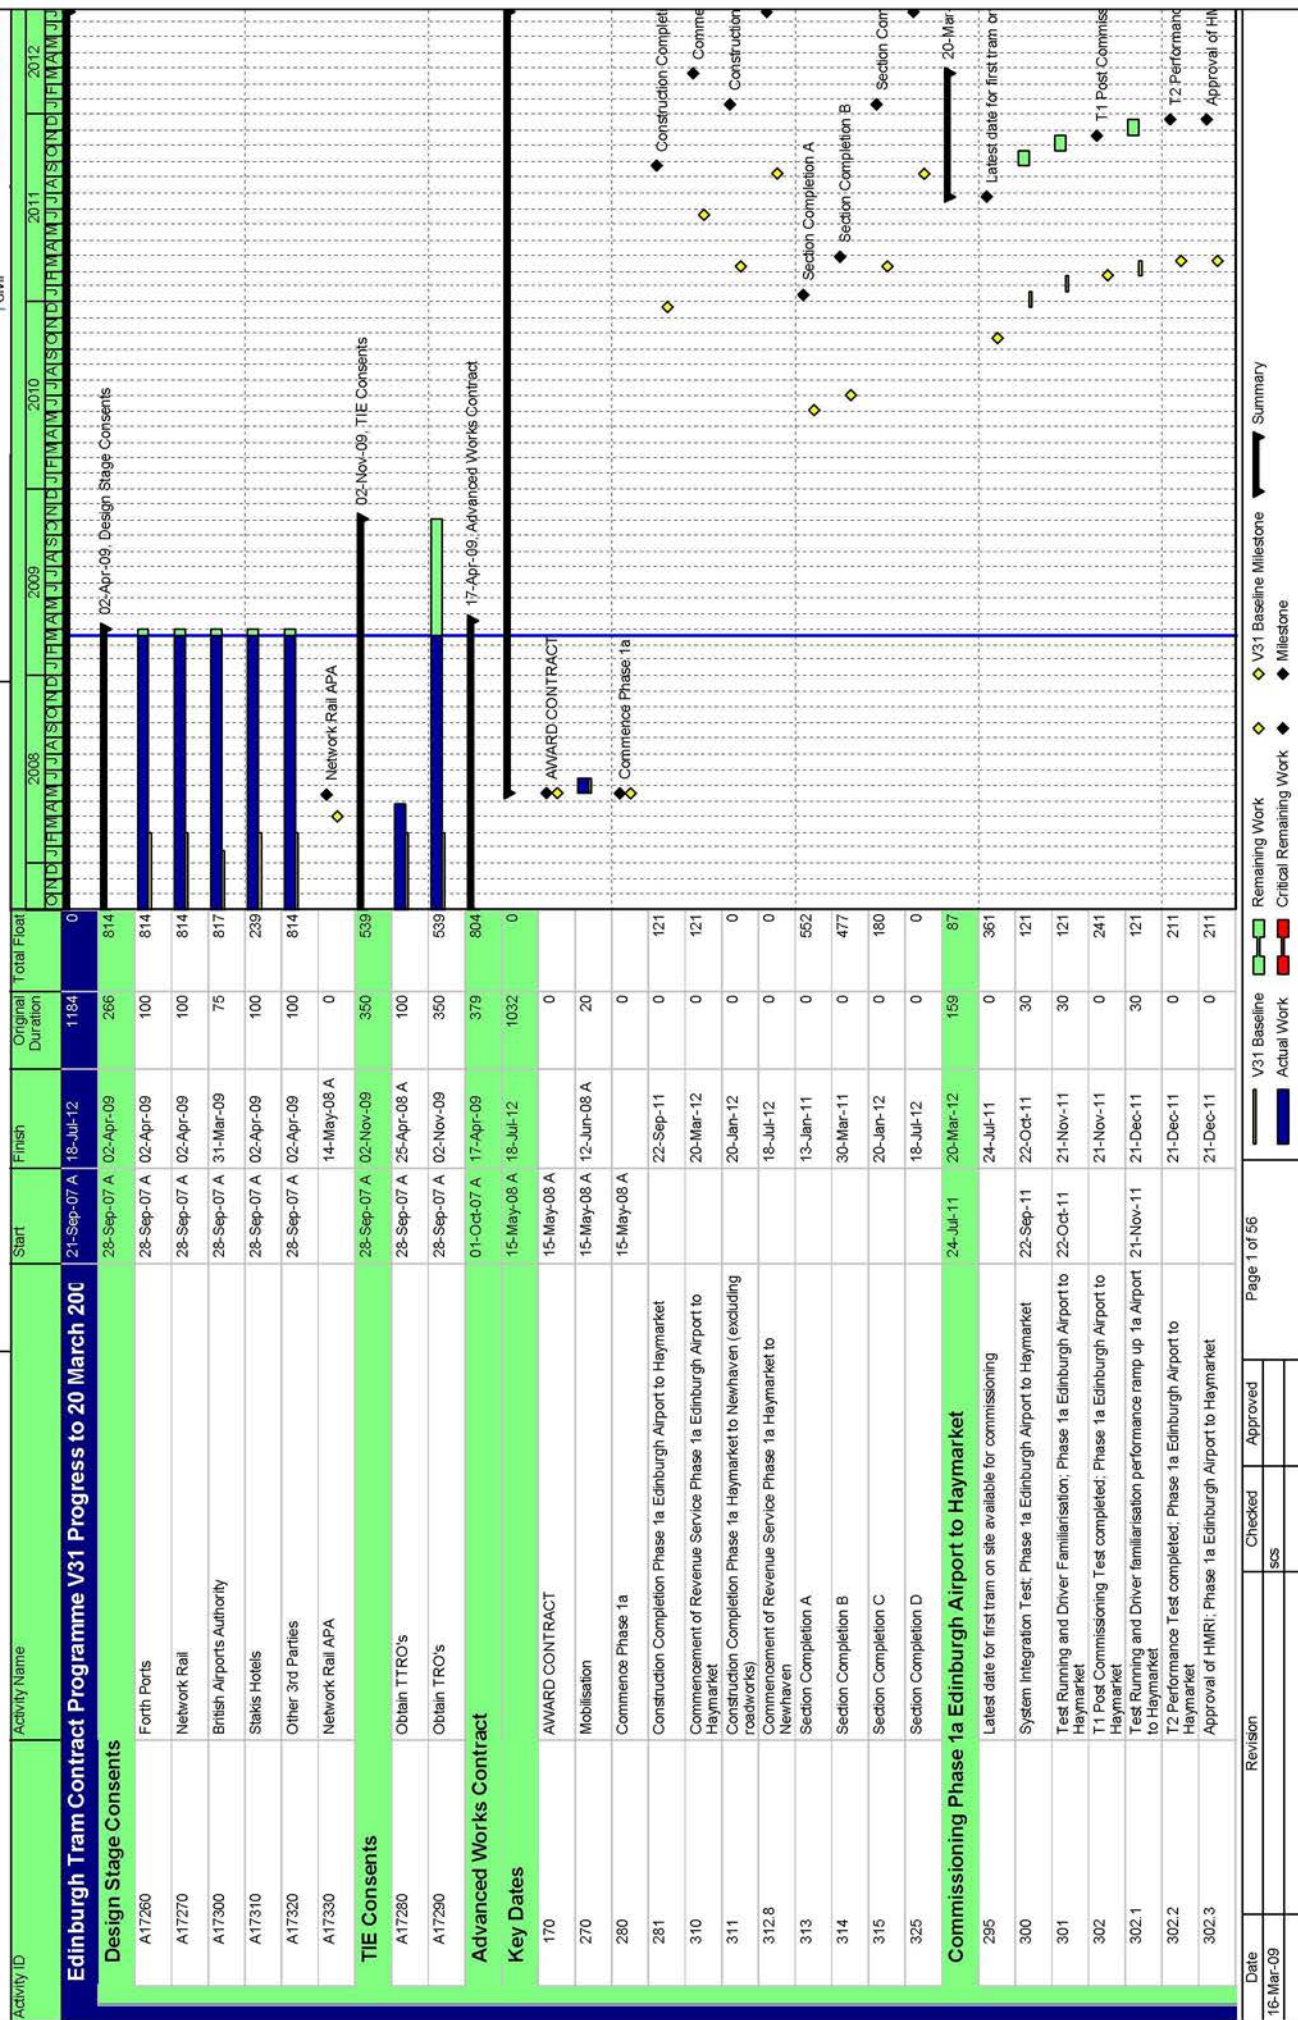 Activity ID Activity Name Start Finish Original Duration Total Float 2008 2009 2010 2011 2012
O N D J F M A M J J A S O N D J F M A M J J A S O N D J F M A M J J A S O N D J F M A M J J A S O N D J F M A M J J
Edinburgh Tram Contract Programme V31 Progress to 20 March 200 21-Sep-07 A 18-Jul-12 1184 0
Design Stage Consents 28-Sep-07 A 02-Apr-09 266 814 02-Apr-09, Design Stage Consents
A17260 Forth Ports 28-Sep-07 A 02-Apr-09 100 814
A17270 Network Rail 28-Sep-07 A 02-Apr-09 100 814
A17300 British Airports Authority 28-Sep-07 A 31-Mar-09 75 817
A17310 Stakis Hotels 28-Sep-07 A 02-Apr-09 100 239
A17320 Other 3rd Parties 28-Sep-07 A 02-Apr-09 100 814
A17330 Network Rail APA 14-May-08 A 0 Network Rail APA
TIE Consents 28-Sep-07 A 02-Nov-09 350 539 02-Nov-09, TIE Consents
A17280 Obtain TTRO's 28-Sep-07 A 25-Apr-08 A 100
A17290 Obtain TRO's 28-Sep-07 A 02-Nov-09 350 539
Advanced Works Contract 01-Oct-07 A 17-Apr-09 379 804 17-Apr-09, Advanced Works Contract
Key Dates 15-May-08 A 18-Jul-12 1032 0
170 AWARD CONTRACT 15-May-08 A 0 AWARD CONTRACT
270 Mobilisation 15-May-08 A 12-Jun-08 A 20
280 Commence Phase 1a 15-May-08 A 0 Commence Phase 1a
281 Construction Completion Phase 1a Edinburgh Airport to Haymarket 22-Sep-11 0 121 Construction Complet
310 Commencement of Revenue Service Phase 1a Edinburgh Airport to Haymarket 20-Mar-12 0 121 Comme
311 Construction Completion Phase 1a Haymarket to Newhaven (excluding roadworks) 20-Jan-12 0 0 Construction
312.8 Commencement of Revenue Service Phase 1a Haymarket to Newhaven 18-Jul-12 0 0
313 Section Completion A 13-Jan-11 0 552 Section Completion A
314 Section Completion B 30-Mar-11 0 477 Section Completion B
315 Section Completion C 20-Jan-12 0 180 Section Com
325 Section Completion D 18-Jul-12 0 0
Commissioning Phase 1a Edinburgh Airport to Haymarket 24-Jul-11 20-Mar-12 159 87 20-Mar-
295 Latest date for first tram on site available for commissioning 24-Jul-11 0 361 Latest date for first tram or
300 System Integration Test; Phase 1a Edinburgh Airport to Haymarket 22-Sep-11 22-Oct-11 30 121
301 Test Running and Driver Familiarisation; Phase 1a Edinburgh Airport to Haymarket 22-Oct-11 21-Nov-11 30 121
302 T1 Post Commissioning Test completed; Phase 1a Edinburgh Airport to Haymarket 21-Nov-11 0 241 T1 Post Commiss
302.1 Test Running and Driver familiarisation performance ramp up 1a Airport to Haymarket 21-Nov-11 21-Dec-11 30 121
302.2 T2 Performance Test completed; Phase 1a Edinburgh Airport to Haymarket 21-Dec-11 0 211 T2 Performanc
302.3 Approval of HMRI; Phase 1a Edinburgh Airport to Haymarket 21-Dec-11 0 211 Approval of HM
Date Revision Checked Approved
16-Mar-09 scs
Page 1 of 56
V31 Baseline Remaining Work V31 Baseline Milestone Summary
Actual Work Critical Remaining Work Milestone